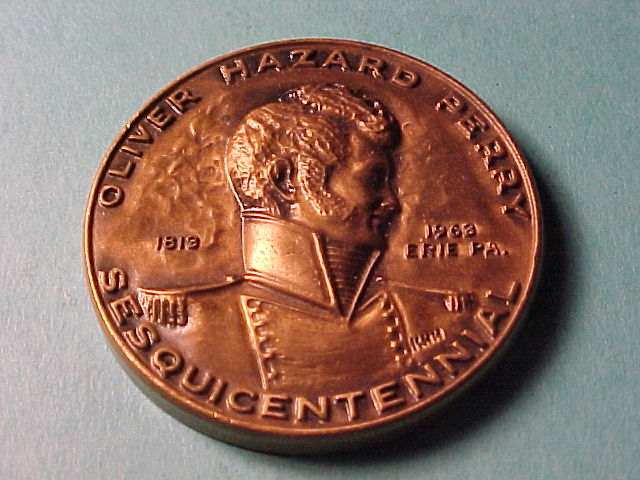 OLIVER HAZARD PERRY
1813
1963
ERIE PA.
SESQUICENTENNIAL